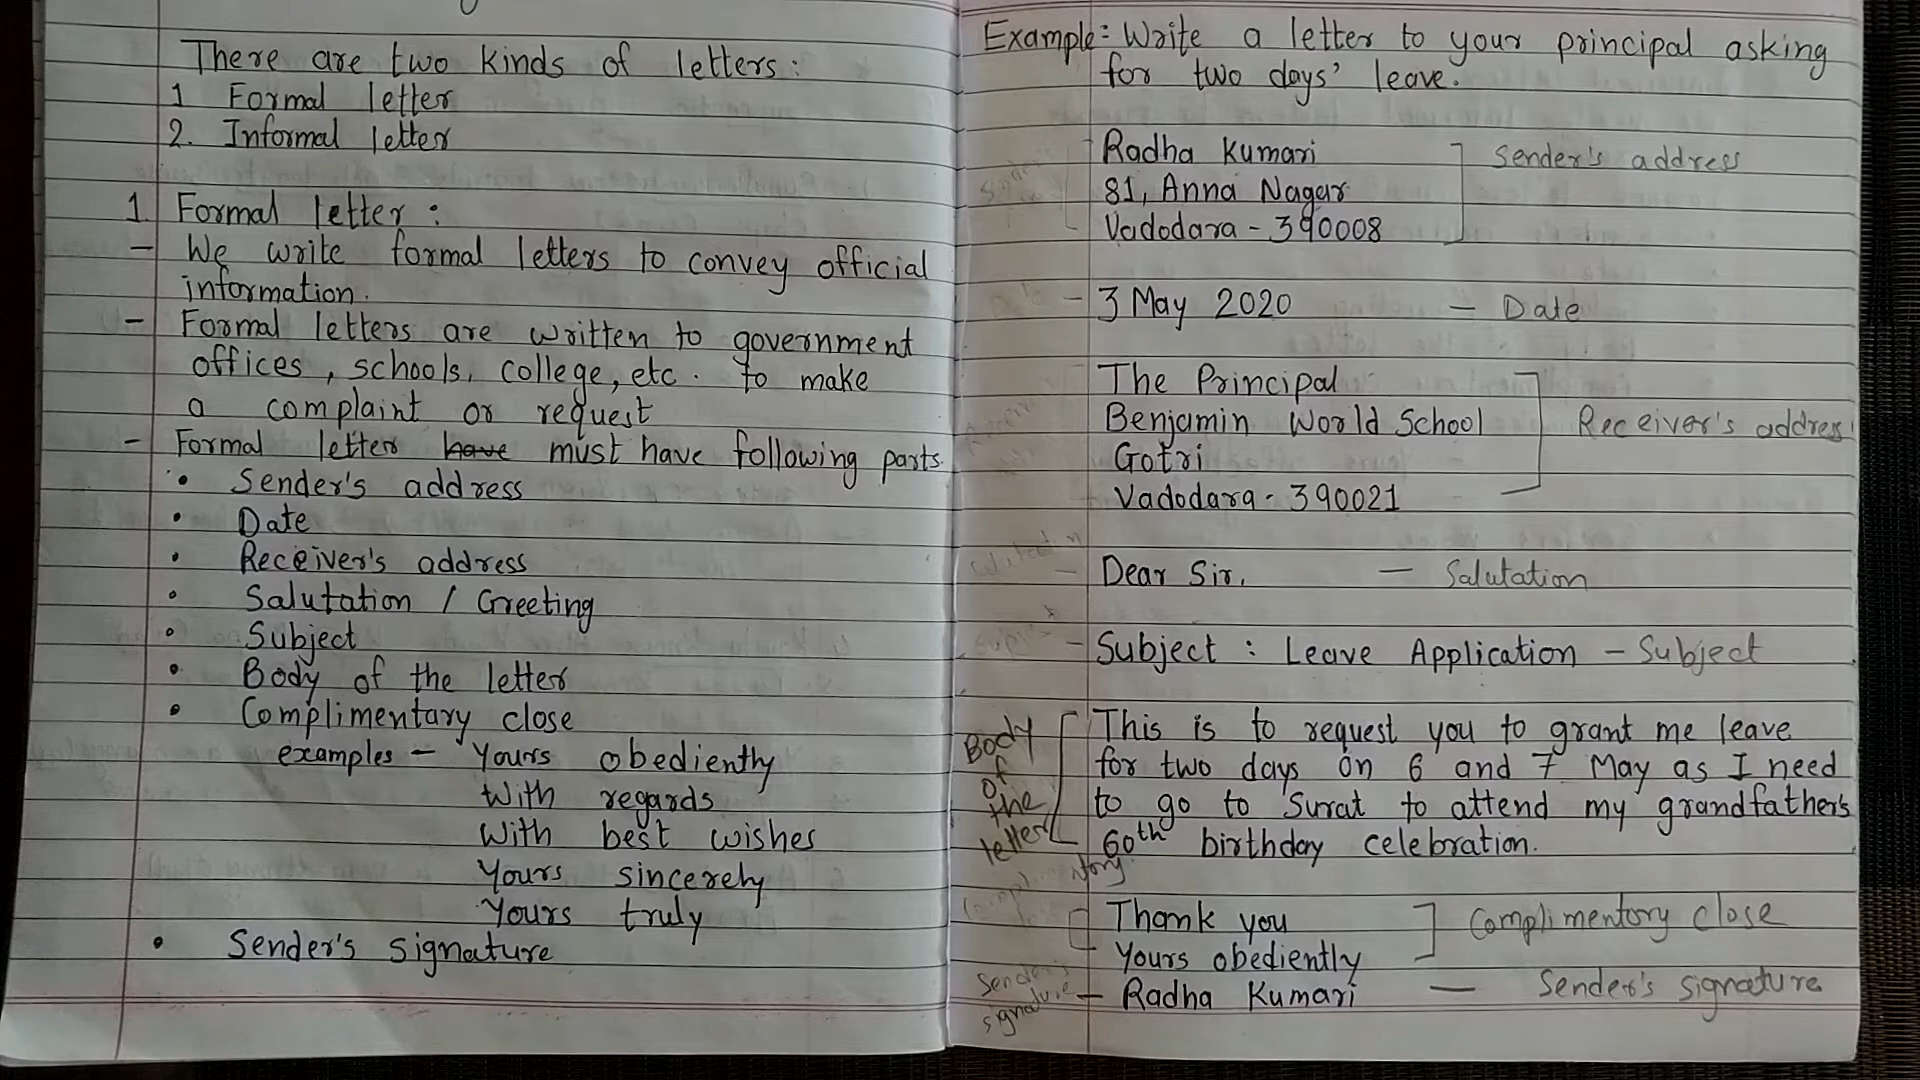 There are two kinds of letters :
1 Formal letter
2. Informal letter
1. Formal letter :
- We write formal letters to convey official
information.
- Formal letters are written to government
offices, schools, college, etc. to make
a complaint or request
- Formal letter have must have following parts.
• Sender's address
• Date
• Receiver's address
• Salutation / Greeting
• Subject
• Body of the letter
• Complimentary close
examples - Yours obediently
With regards
With best wishes
Yours sincerely
Yours truly
• Sender's signature
Example: Write a letter to your principal asking
for two days' leave.
Radha Kumari Sender's address
81, Anna Nagar
Vadodara - 390008
- 3 May 2020 - Date
The Principal
Benjamin World School Receiver's address
Gotri
Vadodara - 390021
- Dear Sir, - Salutation
- Subject : Leave Application - Subject
Body of the letter
This is to request you to grant me leave
for two days on 6 and 7 May as I need
to go to Surat to attend my grandfather's
60th birthday celebration.
Thank you Complimentory close
Yours obediently
Sender's signature - Radha Kumari - Sender's signature